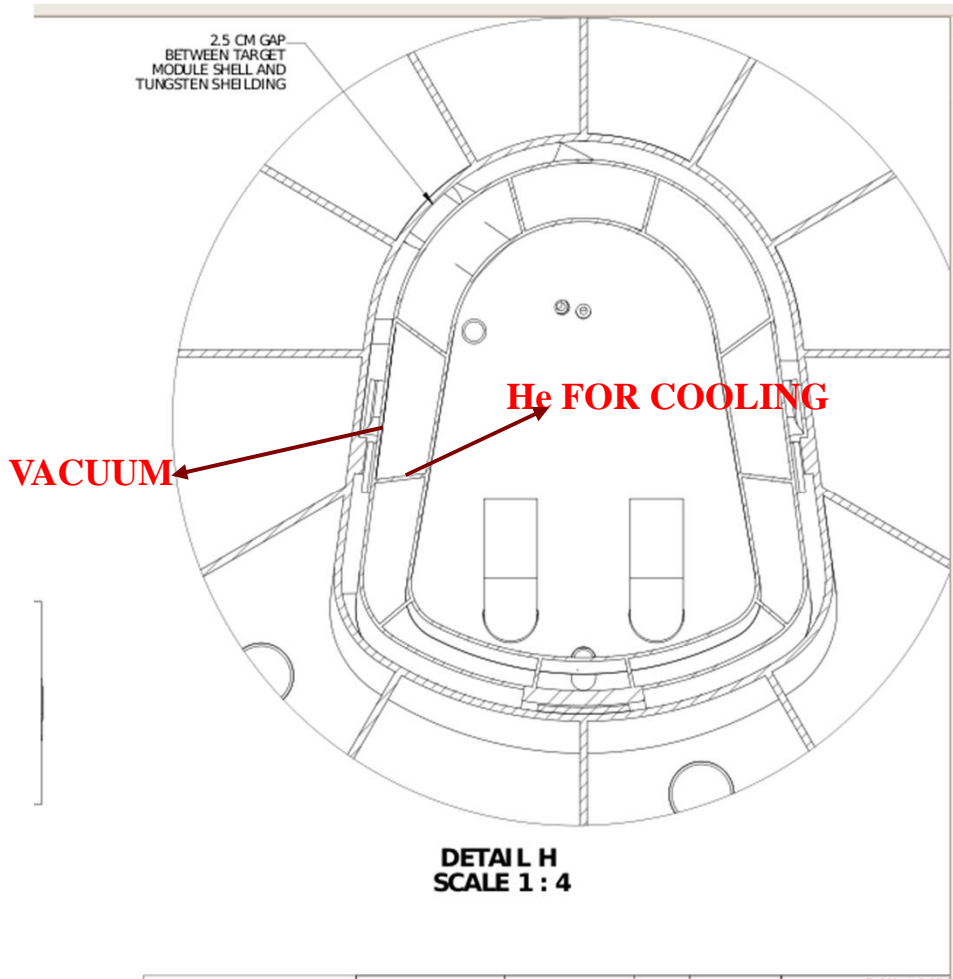 2.5 CM GAP
BETWEEN TARGET
MODULE SHELL AND
TUNGSTEN SHEILDING
He FOR COOLING
VACUUM
DETAIL H
SCALE 1 : 4